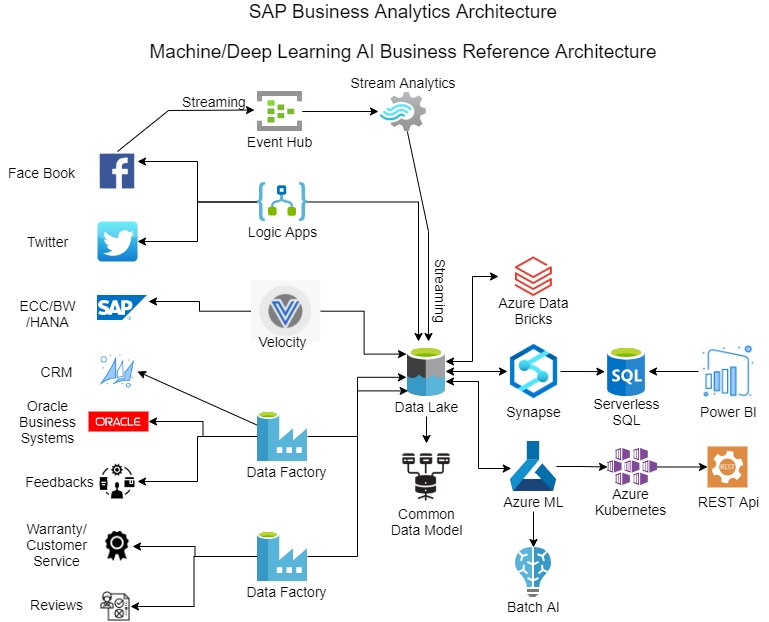 SAP Business Analytics Architecture
Machine/Deep Learning AI Business Reference Architecture
Stream Analytics
Streaming
Event Hub
Face Book
Logic Apps
Twitter
Streaming
ECC/BW
/HANA
SAP
Velocity
Azure Data
Bricks
CRM
Data Lake
Synapse
SQL
Serverless
SQL
Power BI
Oracle
Business
Systems
ORACLE
Data Factory
Feedbacks
Common
Data Model
Azure ML
Azure
Kubernetes
REST
REST Api
Warranty/
Customer
Service
Data Factory
Batch AI
Reviews